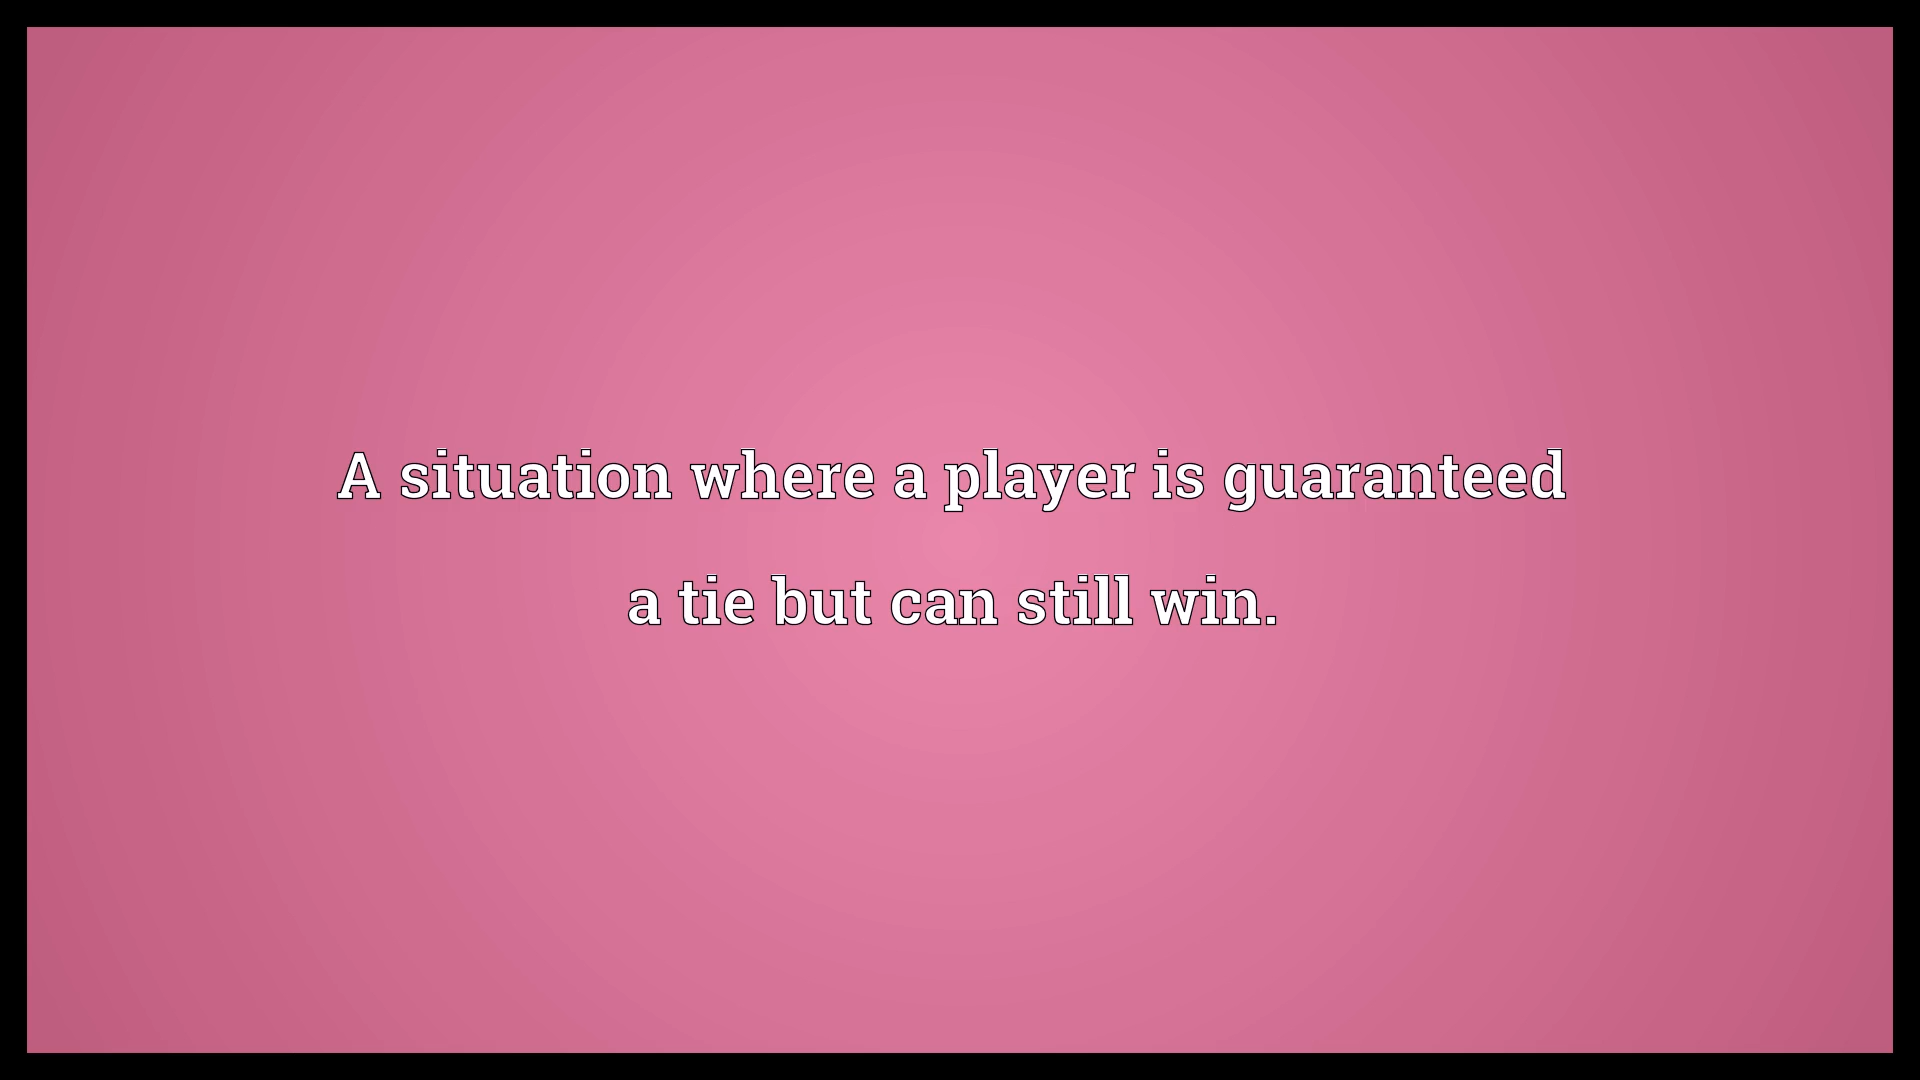 A situation where a player is guaranteed
a tie but can still win.